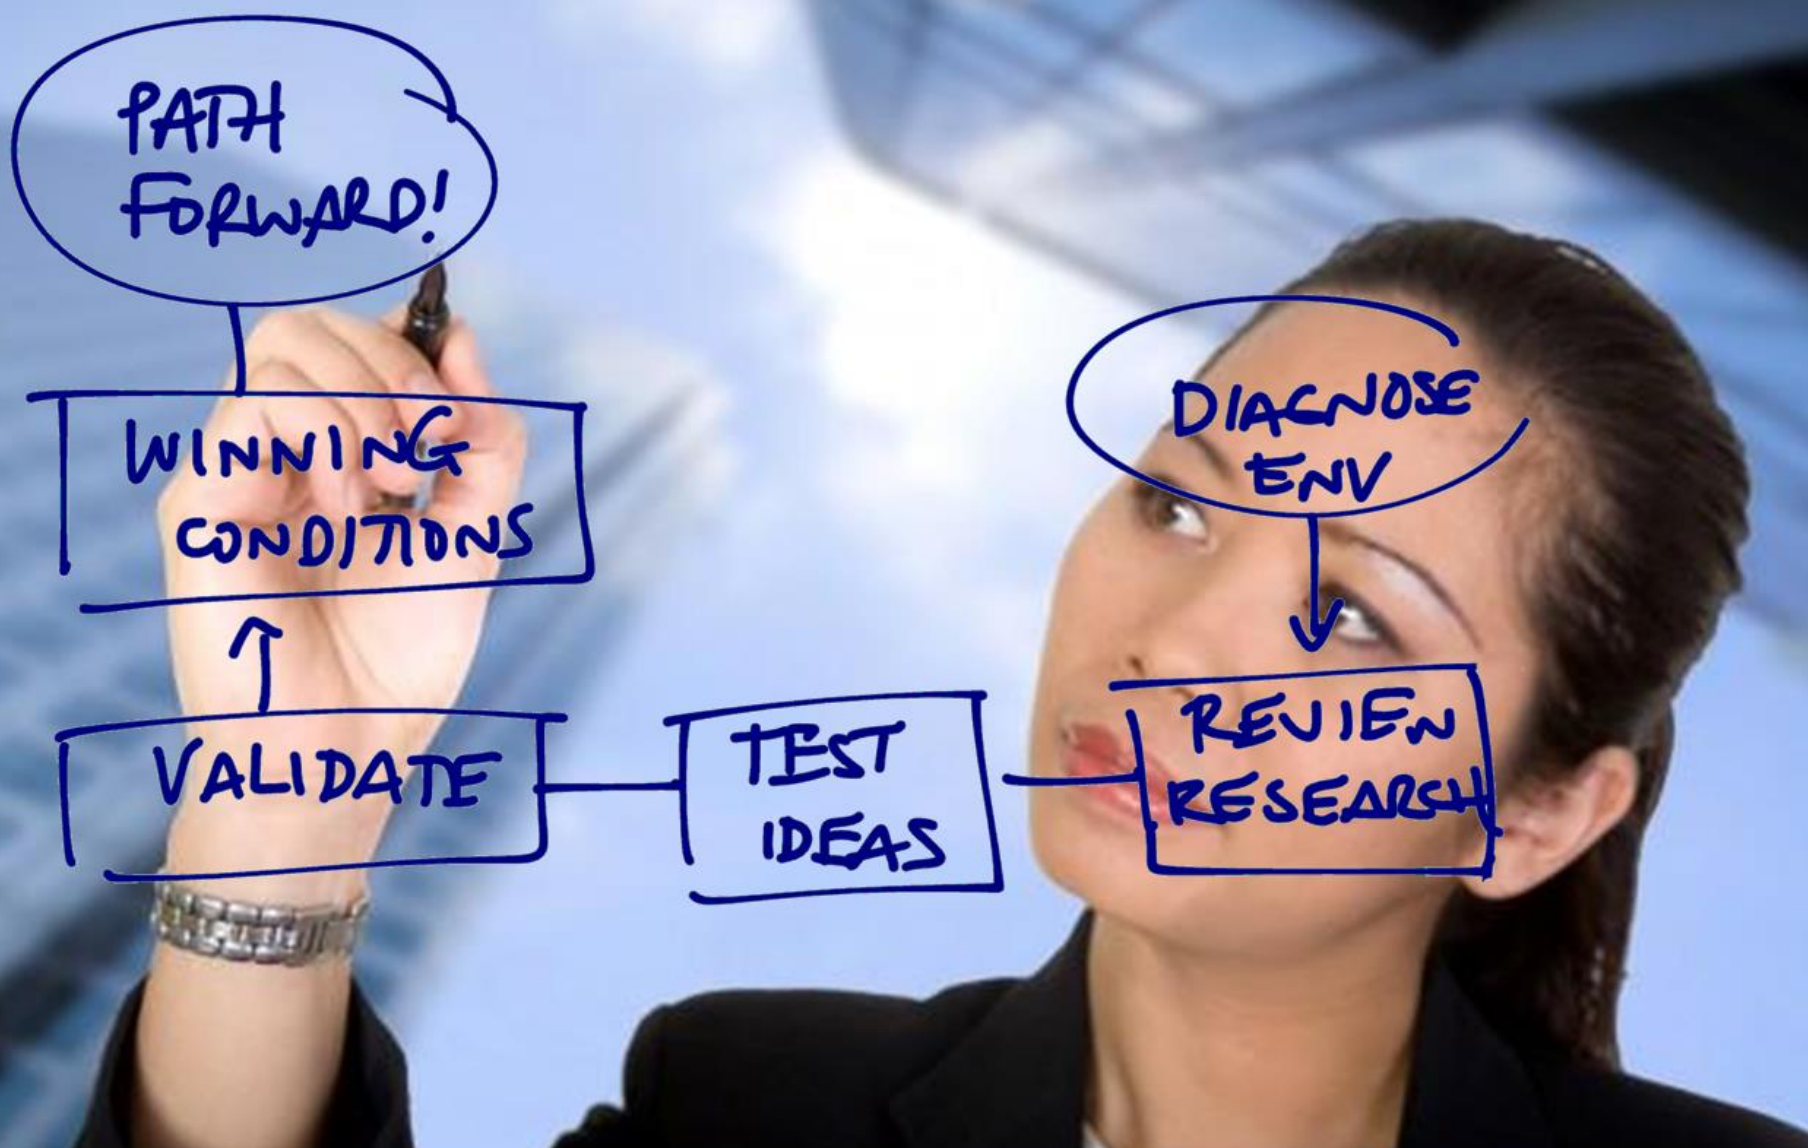 PATH
FORWARD!
WINNING
CONDITIONS
VALIDATE
TEST
IDEAS
DIAGNOSE
ENV
REVIEW
RESEARCH